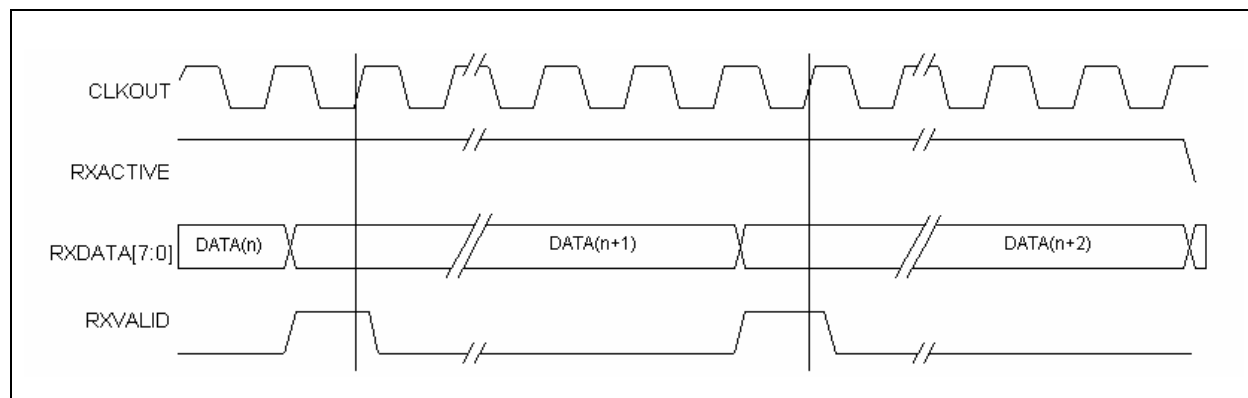 CLKOUT
RXACTIVE
RXDATA[7:0]
DATA(n)
DATA(n+1)
DATA(n+2)
RXVALID